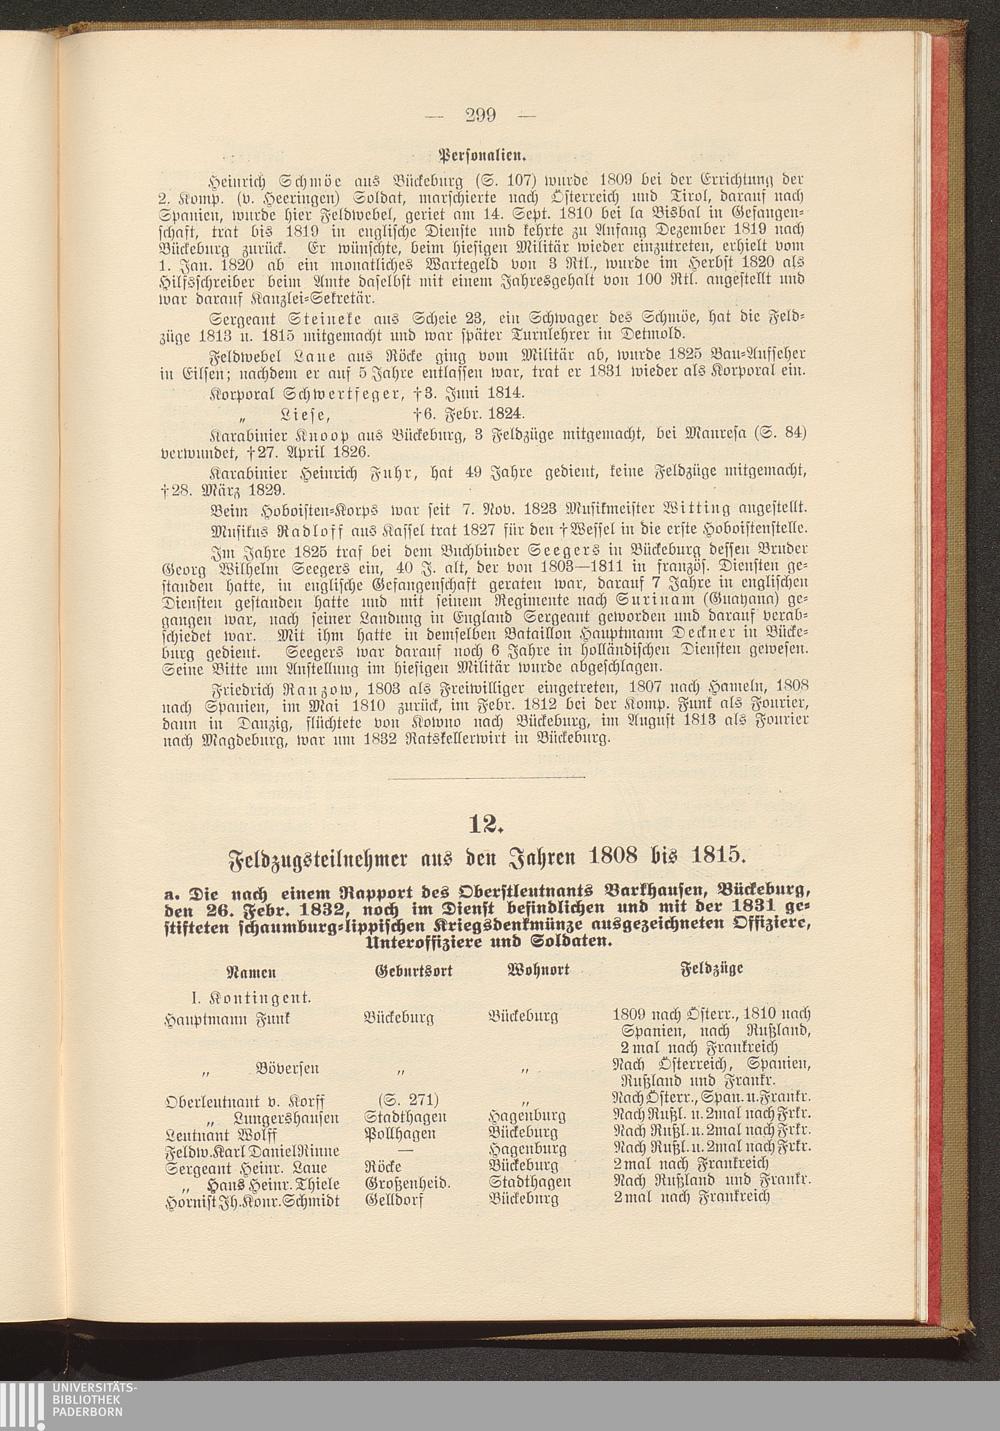 — 299 —
Personalien.
Heinrich Schmöe aus Bückeburg (S. 107) wurde 1809 bei der Errichtung der
2. Komp. (v. Heeringen) Soldat, marschierte nach Österreich und Tirol, darauf nach
Spanien, wurde hier Feldwebel, geriet am 14. Sept. 1810 bei la Bisbal in Gefangen-
schaft, trat bis 1819 in englische Dienste und kehrte zu Anfang Dezember 1819 nach
Bückeburg zurück. Er wünschte, beim hiesigen Militär wieder einzutreten, erhielt vom
1. Jan. 1820 ab ein monatliches Wartegeld von 3 Rtl., wurde im Herbst 1820 als
Hilfsschreiber beim Amte daselbst mit einem Jahresgehalt von 100 Rtl. angestellt und
war darauf Kanzlei-Sekretär.
Sergeant Steineke aus Scheie 23, ein Schwager des Schmöe, hat die Feld-
züge 1813 u. 1815 mitgemacht und war später Turnlehrer in Detmold.
Feldwebel Laue aus Röcke ging vom Militär ab, wurde 1825 Bau-Aufseher
in Eilsen; nachdem er auf 5 Jahre entlassen war, trat er 1831 wieder als Korporal ein.
Korporal Schwertfeger, † 3. Juni 1814.
„ Liese, † 6. Febr. 1824.
Karabinier Knoop aus Bückeburg, 3 Feldzüge mitgemacht, bei Manresa (S. 84)
verwundet, † 27. April 1826.
Karabinier Heinrich Fuhr, hat 49 Jahre gedient, keine Feldzüge mitgemacht,
† 28. März 1829.
Beim Hoboisten-Korps war seit 7. Nov. 1823 Musikmeister Witting angestellt.
Musikus Radloff aus Kassel trat 1827 für den † Wessel in die erste Hoboistenstelle.
Im Jahre 1825 traf bei dem Buchbinder Seegers in Bückeburg dessen Bruder
Georg Wilhelm Seegers ein, 40 J. alt, der von 1803—1811 in französ. Diensten ge-
standen hatte, in englische Gefangenschaft geraten war, darauf 7 Jahre in englischen
Diensten gestanden hatte und mit seinem Regimente nach Surinam (Guayana) ge-
gangen war, nach seiner Landung in England Sergeant geworden und darauf verab-
schiedet war. Mit ihm hatte in demselben Bataillon Hauptmann Deckner in Bücke-
burg gedient. Seegers war darauf noch 6 Jahre in holländischen Diensten gewesen.
Seine Bitte um Anstellung im hiesigen Militär wurde abgeschlagen.
Friedrich Ranzow, 1803 als Freiwilliger eingetreten, 1807 nach Hameln, 1808
nach Spanien, im Mai 1810 zurück, im Febr. 1812 bei der Komp. Funk als Fourier,
dann in Danzig, flüchtete von Kowno nach Bückeburg, im August 1813 als Fourier
nach Magdeburg, war um 1832 Ratskellerwirt in Bückeburg.
12.
Feldzugsteilnehmer aus den Jahren 1808 bis 1815.
a. Die nach einem Rapport des Oberstleutnants Barkhausen, Bückeburg,
den 26. Febr. 1832, noch im Dienst befindlichen und mit der 1831 ge-
stifteten schaumburg-lippischen Kriegsdenkmünze ausgezeichneten Offiziere,
Unteroffiziere und Soldaten.
Namen Geburtsort Wohnort Feldzüge
I. Kontingent.
Hauptmann Funk Bückeburg Bückeburg 1809 nach Österr., 1810 nach
Spanien, nach Rußland,
2 mal nach Frankreich
„ Böversen „ „ Nach Österreich, Spanien,
Rußland und Frankr.
Oberleutnant v. Korff (S. 271) „ Nach Österr., Span. u. Frankr.
„ Lungershausen Stadthagen Hagenburg Nach Rußl. u. 2mal nach Frkr.
Leutnant Wolff Pollhagen Bückeburg Nach Rußl. u. 2mal nach Frkr.
Feldw. Karl Daniel Rinne — Hagenburg Nach Rußl. u. 2mal nach Frkr.
Sergeant Heinr. Laue Röcke Bückeburg 2 mal nach Frankreich
„ Hans Heinr. Thiele Großenheid. Stadthagen Nach Rußland und Frankr.
Hornist Jh. Konr. Schmidt Gelldorf Bückeburg 2 mal nach Frankreich
UNIVERSITÄTS-
BIBLIOTHEK
PADERBORN